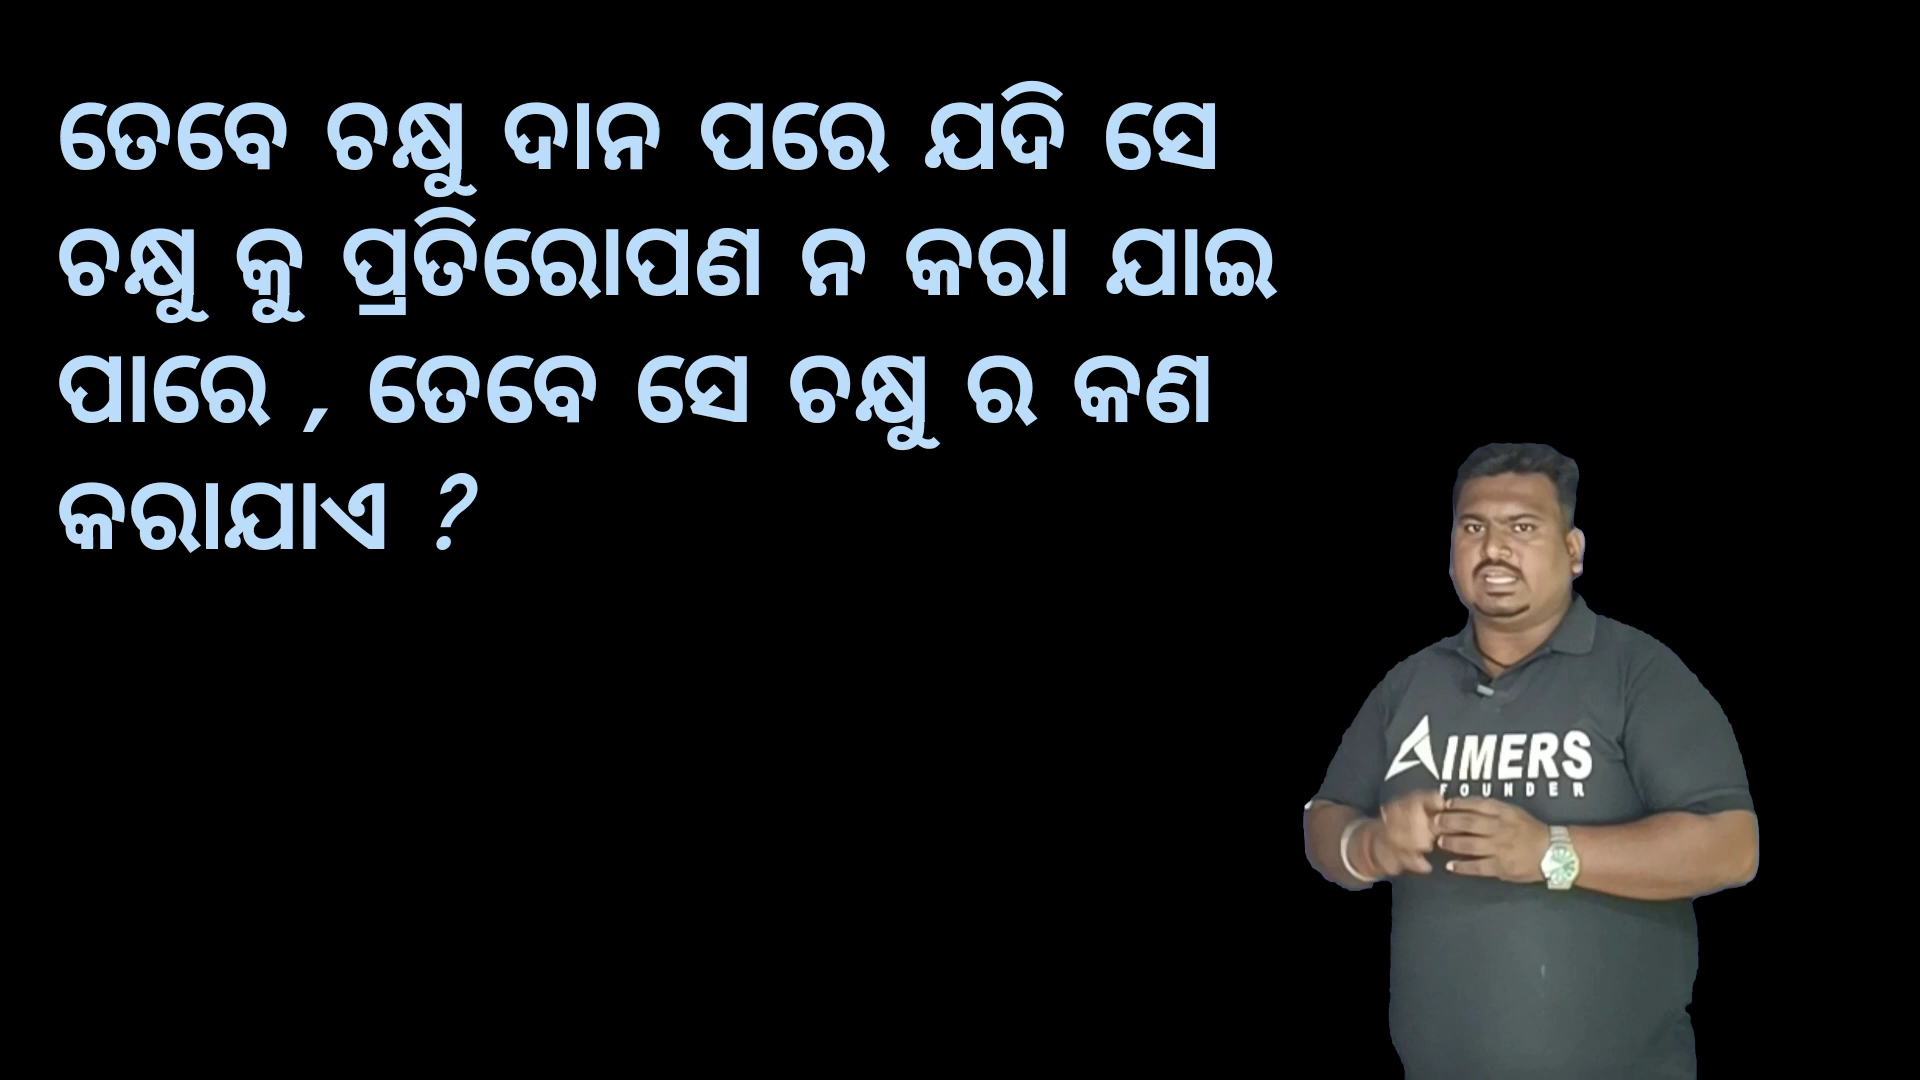 ତେବେ ଚକ୍ଷୁ ଦାନ ପରେ ଯଦି ସେ
ଚକ୍ଷୁ କୁ ପ୍ରତିରୋପଣ ନ କରା ଯାଇ
ପାରେ , ତେବେ ସେ ଚକ୍ଷୁ ର କଣ
କରାଯାଏ ?
AIMERS
FOUNDER